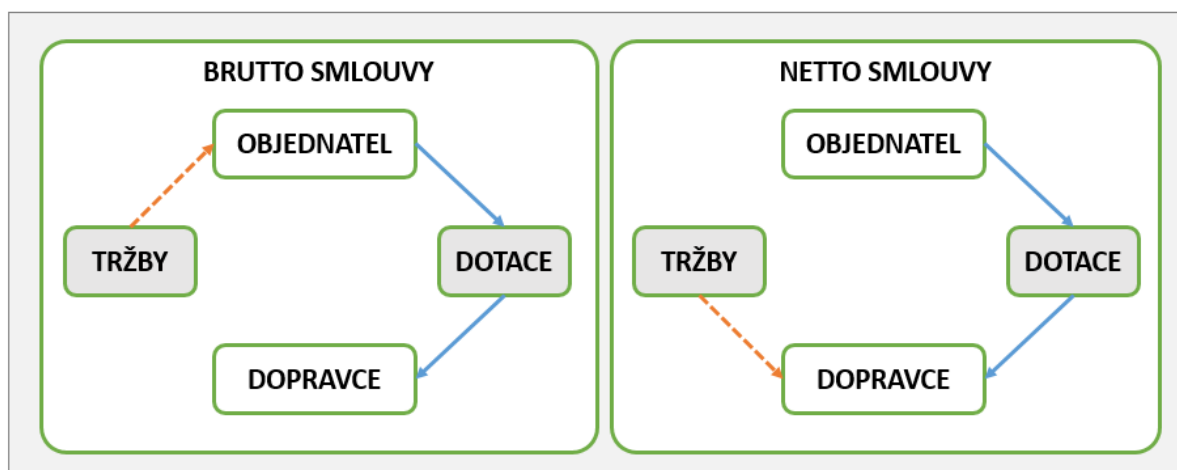 BRUTTO SMLOUVY
OBJEDNATEL
TRŽBY
DOTACE
DOPRAVCE
NETTO SMLOUVY
OBJEDNATEL
TRŽBY
DOTACE
DOPRAVCE